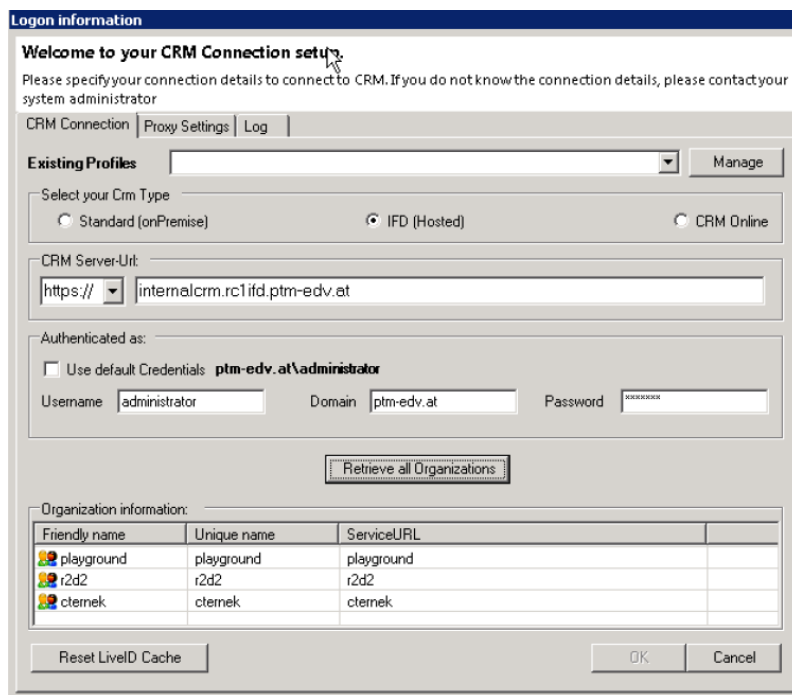 Logon information
Welcome to your CRM Connection setup.
Please specify your connection details to connect to CRM. If you do not know the connection details, please contact your
system administrator
CRM Connection Proxy Settings Log
Existing Profiles Manage
Select your Crm Type
Standard (onPremise) IFD (Hosted) CRM Online
CRM Server-Url:
https:// internalcrm.rc1ifd.ptm-edv.at
Authenticated as:
Use default Credentials ptm-edv.at\administrator
Username administrator Domain ptm-edv.at Password ×××××××
Retrieve all Organizations
Organization information:
Friendly name Unique name ServiceURL
playground playground playground
r2d2 r2d2 r2d2
cternek cternek cternek
Reset LiveID Cache OK Cancel